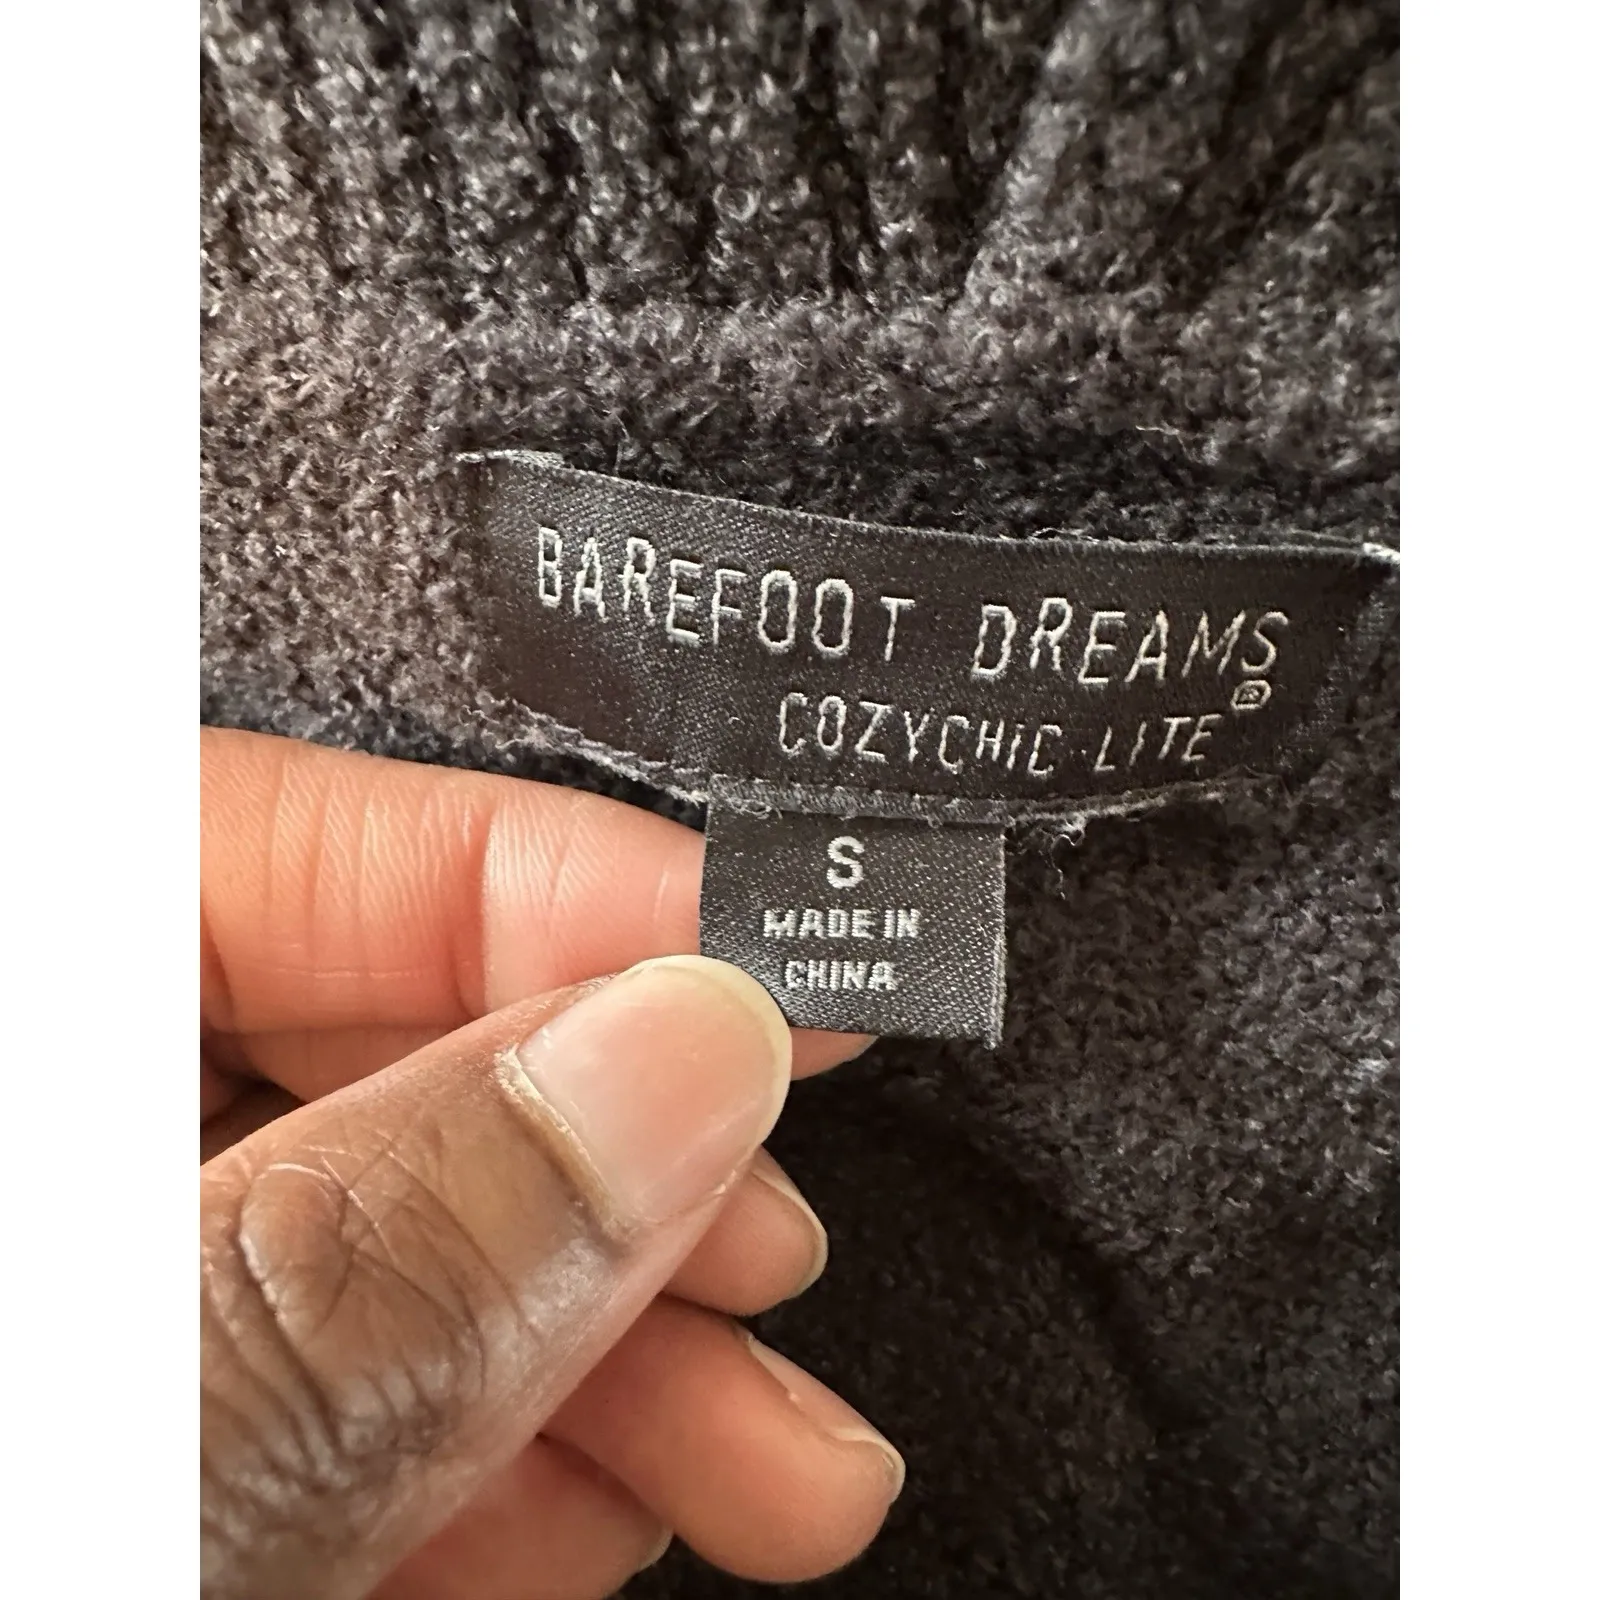 BAREFOOT DREAMS
®
COZYCHIC LITE
S
MADE IN
CHINA